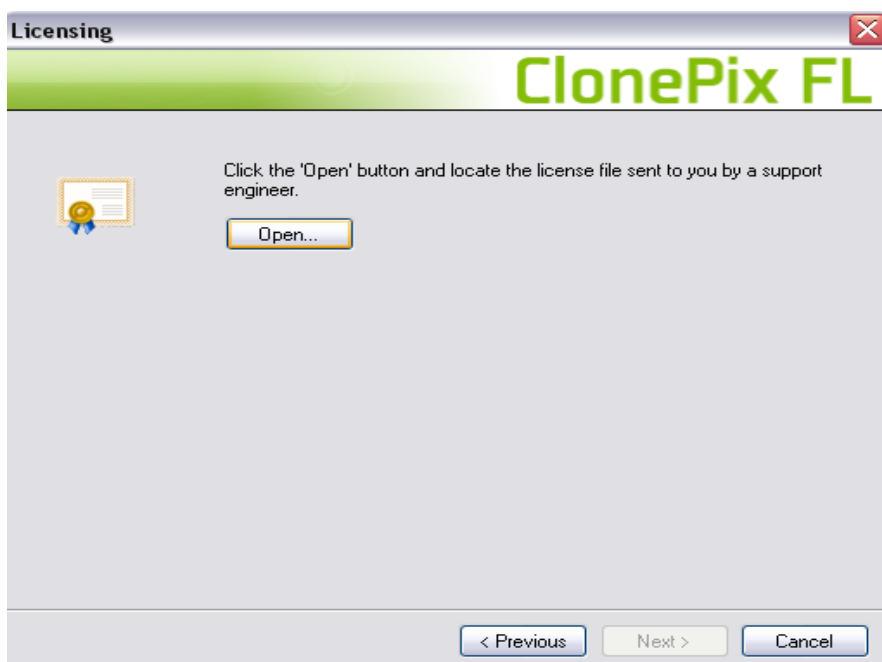 Licensing
ClonePix FL
Click the 'Open' button and locate the license file sent to you by a support
engineer.
Open...
< Previous
Next >
Cancel